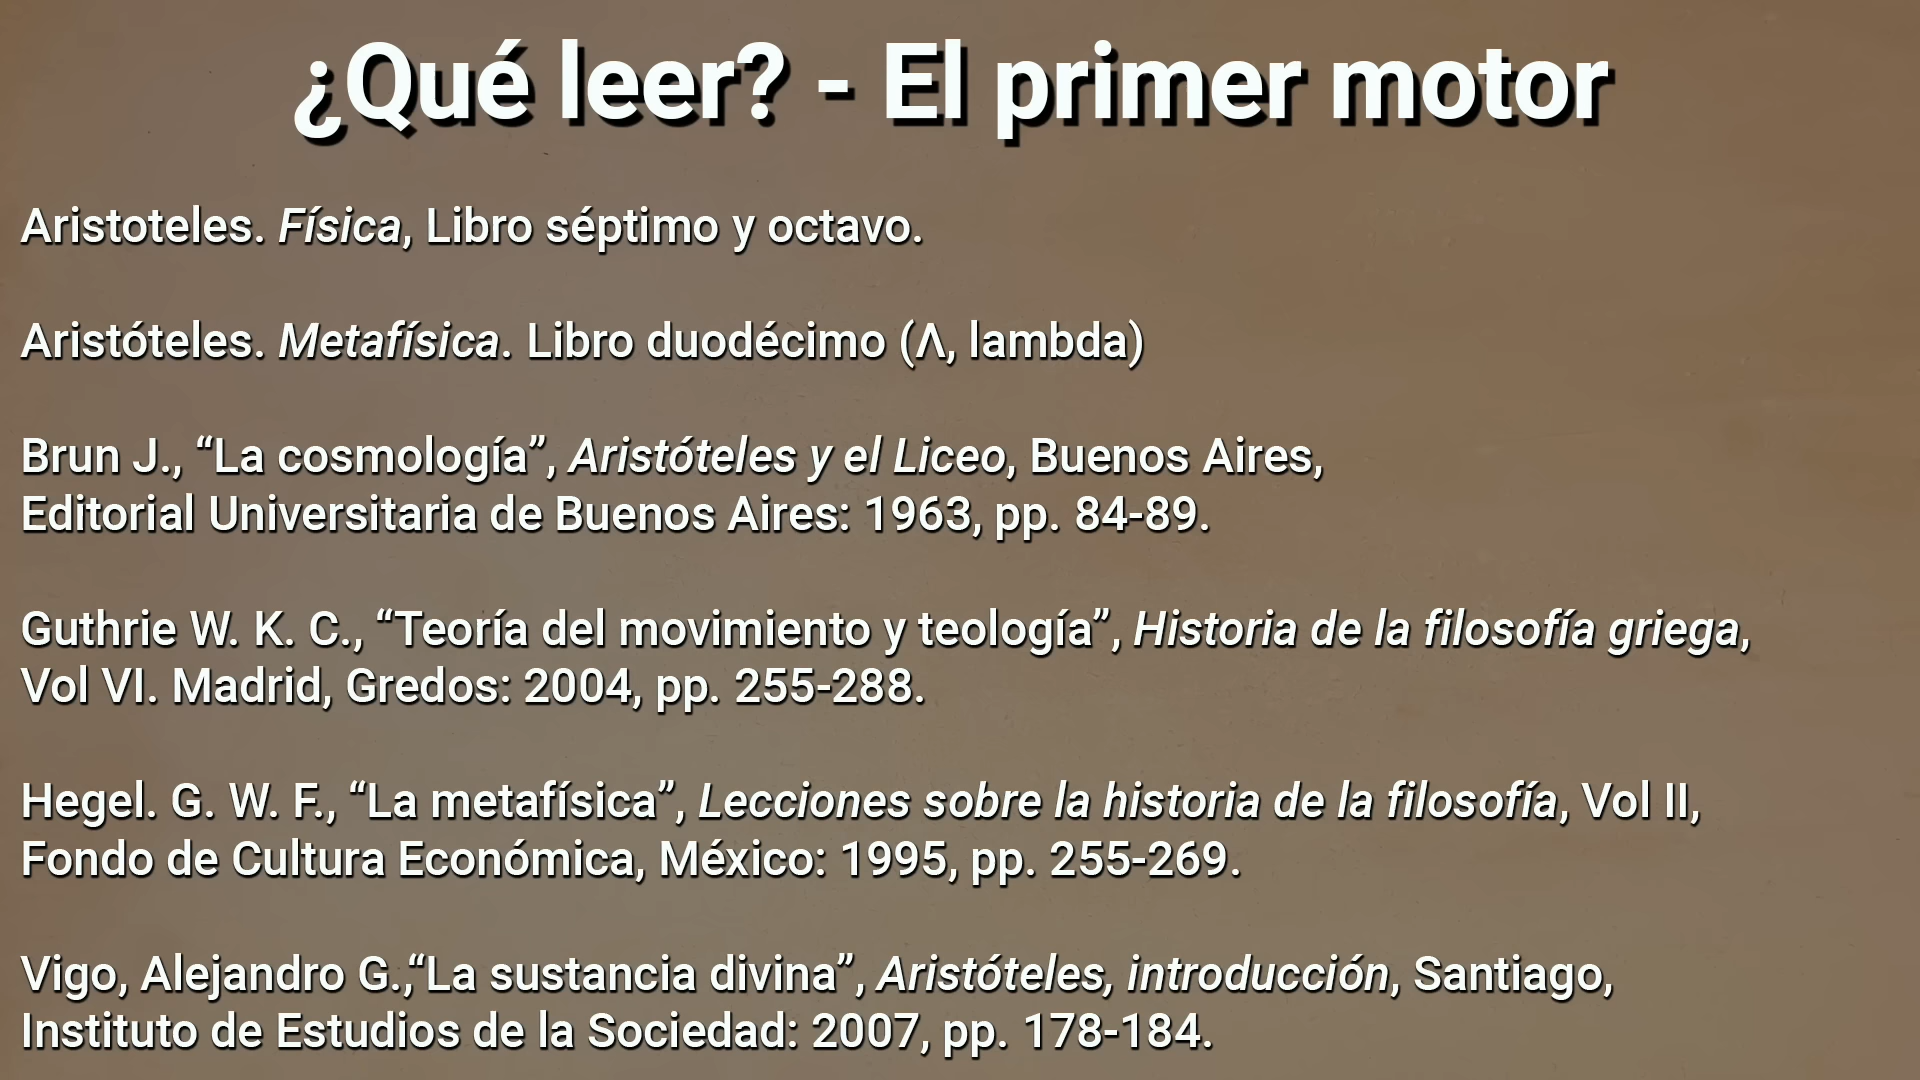 ¿Qué leer? - El primer motor
Aristoteles. Física, Libro séptimo y octavo.
Aristóteles. Metafísica. Libro duodécimo (Λ, lambda)
Brun J., “La cosmología”, Aristóteles y el Liceo, Buenos Aires,
Editorial Universitaria de Buenos Aires: 1963, pp. 84-89.
Guthrie W. K. C., “Teoría del movimiento y teología”, Historia de la filosofía griega,
Vol VI. Madrid, Gredos: 2004, pp. 255-288.
Hegel. G. W. F., “La metafísica”, Lecciones sobre la historia de la filosofía, Vol II,
Fondo de Cultura Económica, México: 1995, pp. 255-269.
Vigo, Alejandro G.,“La sustancia divina”, Aristóteles, introducción, Santiago,
Instituto de Estudios de la Sociedad: 2007, pp. 178-184.